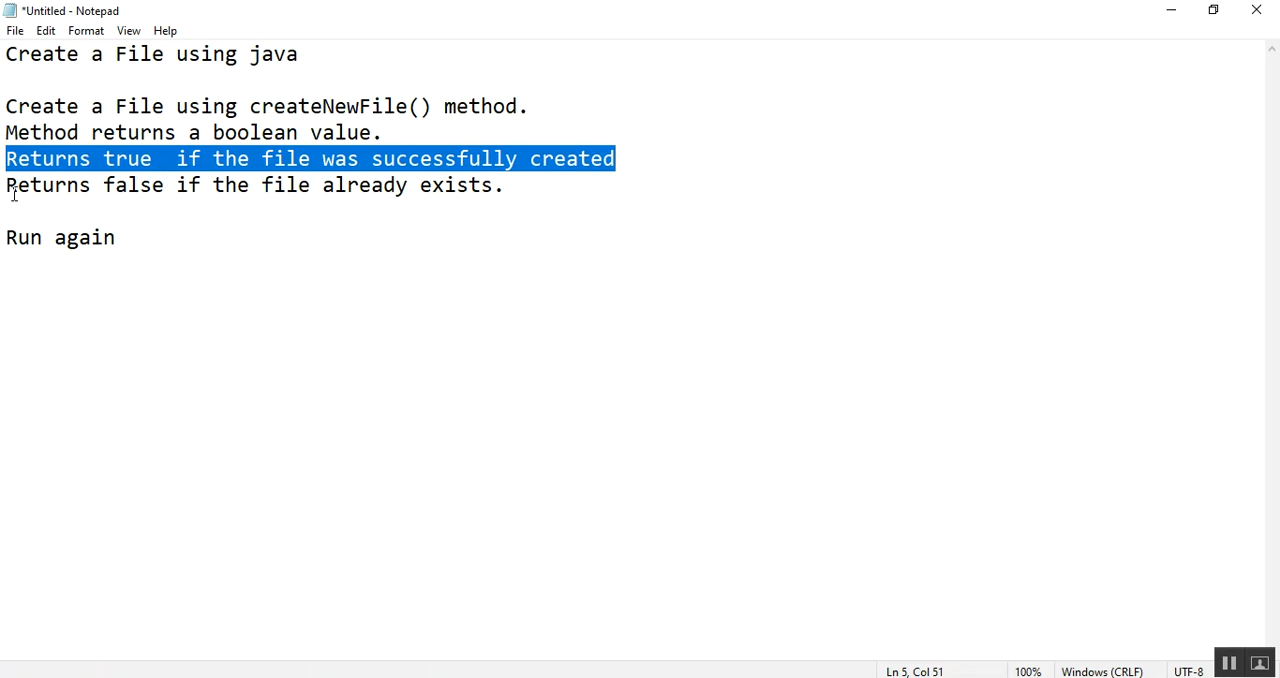 *Untitled - Notepad
File Edit Format View Help
Create a File using java
Create a File using createNewFile() method.
Method returns a boolean value.
Returns true  if the file was successfully created
Returns false if the file already exists.
Run again
Ln 5, Col 51 100% Windows (CRLF) UTF-8